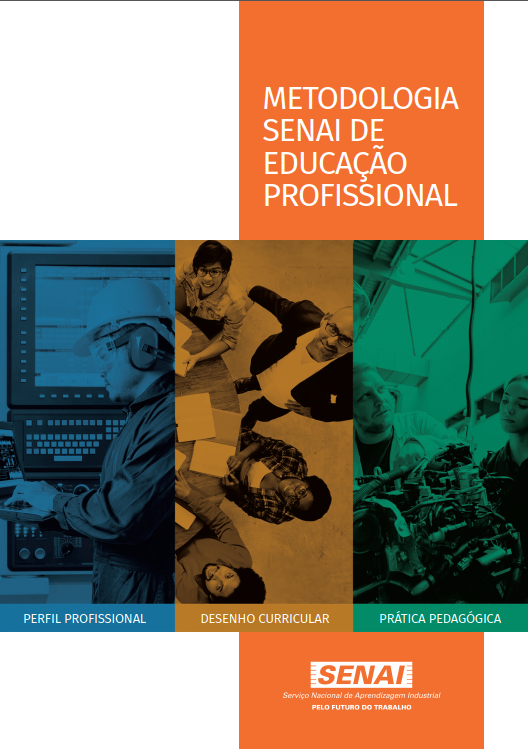 METODOLOGIA
SENAI DE
EDUCAÇÃO
PROFISSIONAL
PERFIL PROFISSIONAL
DESENHO CURRICULAR
PRÁTICA PEDAGÓGICA
SENAI
Serviço Nacional de Aprendizagem Industrial
PELO FUTURO DO TRABALHO